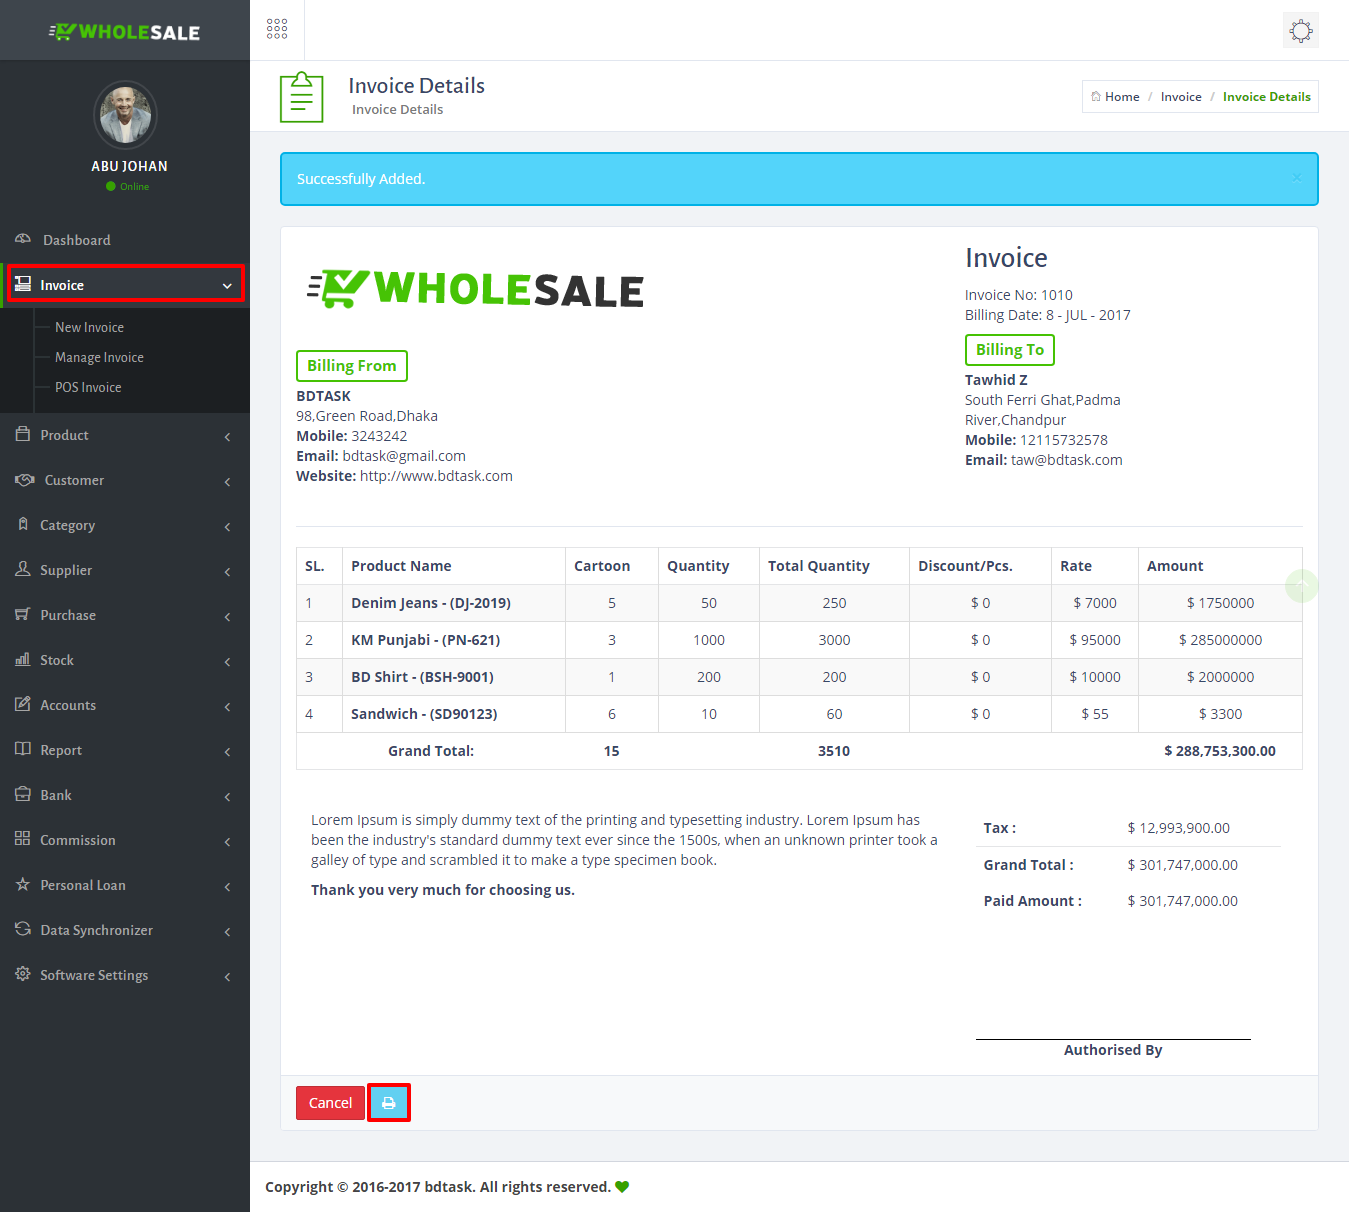 WHOLESALE
ABU JOHAN
Online
Dashboard
Invoice
New Invoice
Manage Invoice
POS Invoice
Product
Customer
Category
Supplier
Purchase
Stock
Accounts
Report
Bank
Commission
Personal Loan
Data Synchronizer
Software Settings
Invoice Details
Invoice Details
Home / Invoice / Invoice Details
Successfully Added. ×
WHOLESALE
Billing From
BDTASK
98,Green Road,Dhaka
Mobile: 3243242
Email: bdtask@gmail.com
Website: http://www.bdtask.com
Invoice
Invoice No: 1010
Billing Date: 8 - JUL - 2017
Billing To
Tawhid Z
South Ferri Ghat,Padma
River,Chandpur
Mobile: 12115732578
Email: taw@bdtask.com
SL. Product Name Cartoon Quantity Total Quantity Discount/Pcs. Rate Amount
1 Denim Jeans - (DJ-2019) 5 50 250 $ 0 $ 7000 $ 1750000
2 KM Punjabi - (PN-621) 3 1000 3000 $ 0 $ 95000 $ 285000000
3 BD Shirt - (BSH-9001) 1 200 200 $ 0 $ 10000 $ 2000000
4 Sandwich - (SD90123) 6 10 60 $ 0 $ 55 $ 3300
Grand Total: 15 3510 $ 288,753,300.00
Lorem Ipsum is simply dummy text of the printing and typesetting industry. Lorem Ipsum has
been the industry's standard dummy text ever since the 1500s, when an unknown printer took a
galley of type and scrambled it to make a type specimen book.
Thank you very much for choosing us.
Tax : $ 12,993,900.00
Grand Total : $ 301,747,000.00
Paid Amount : $ 301,747,000.00
Authorised By
Cancel
Copyright © 2016-2017 bdtask. All rights reserved.